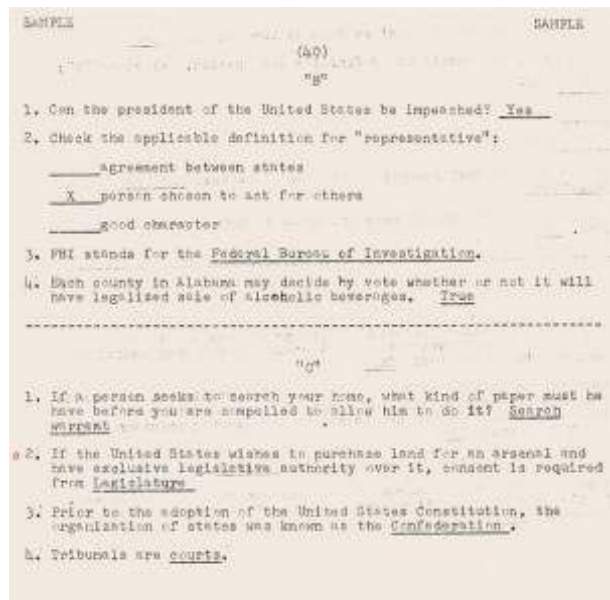 SAMPLE SAMPLE
(40)
"B"
1. Can the president of the United States be impeached? Yes
2. Check the applicable definition for "representative":
agreement between states
X person chosen to act for others
good character
3. FBI stands for the Federal Bureau of Investigation.
4. Each county in Alabama may decide by vote whether or not it will
have legalized sale of alcoholic beverages. True
"C"
1. If a person seeks to search your home, what kind of paper must he
have before you are compelled to allow him to do it? Search
warrant
2. If the United States wishes to purchase land for an arsenal and
have exclusive legislative authority over it, consent is required
from Legislature
3. Prior to the adoption of the United States Constitution, the
organization of states was known as the Confederation.
4. Tribunals are courts.